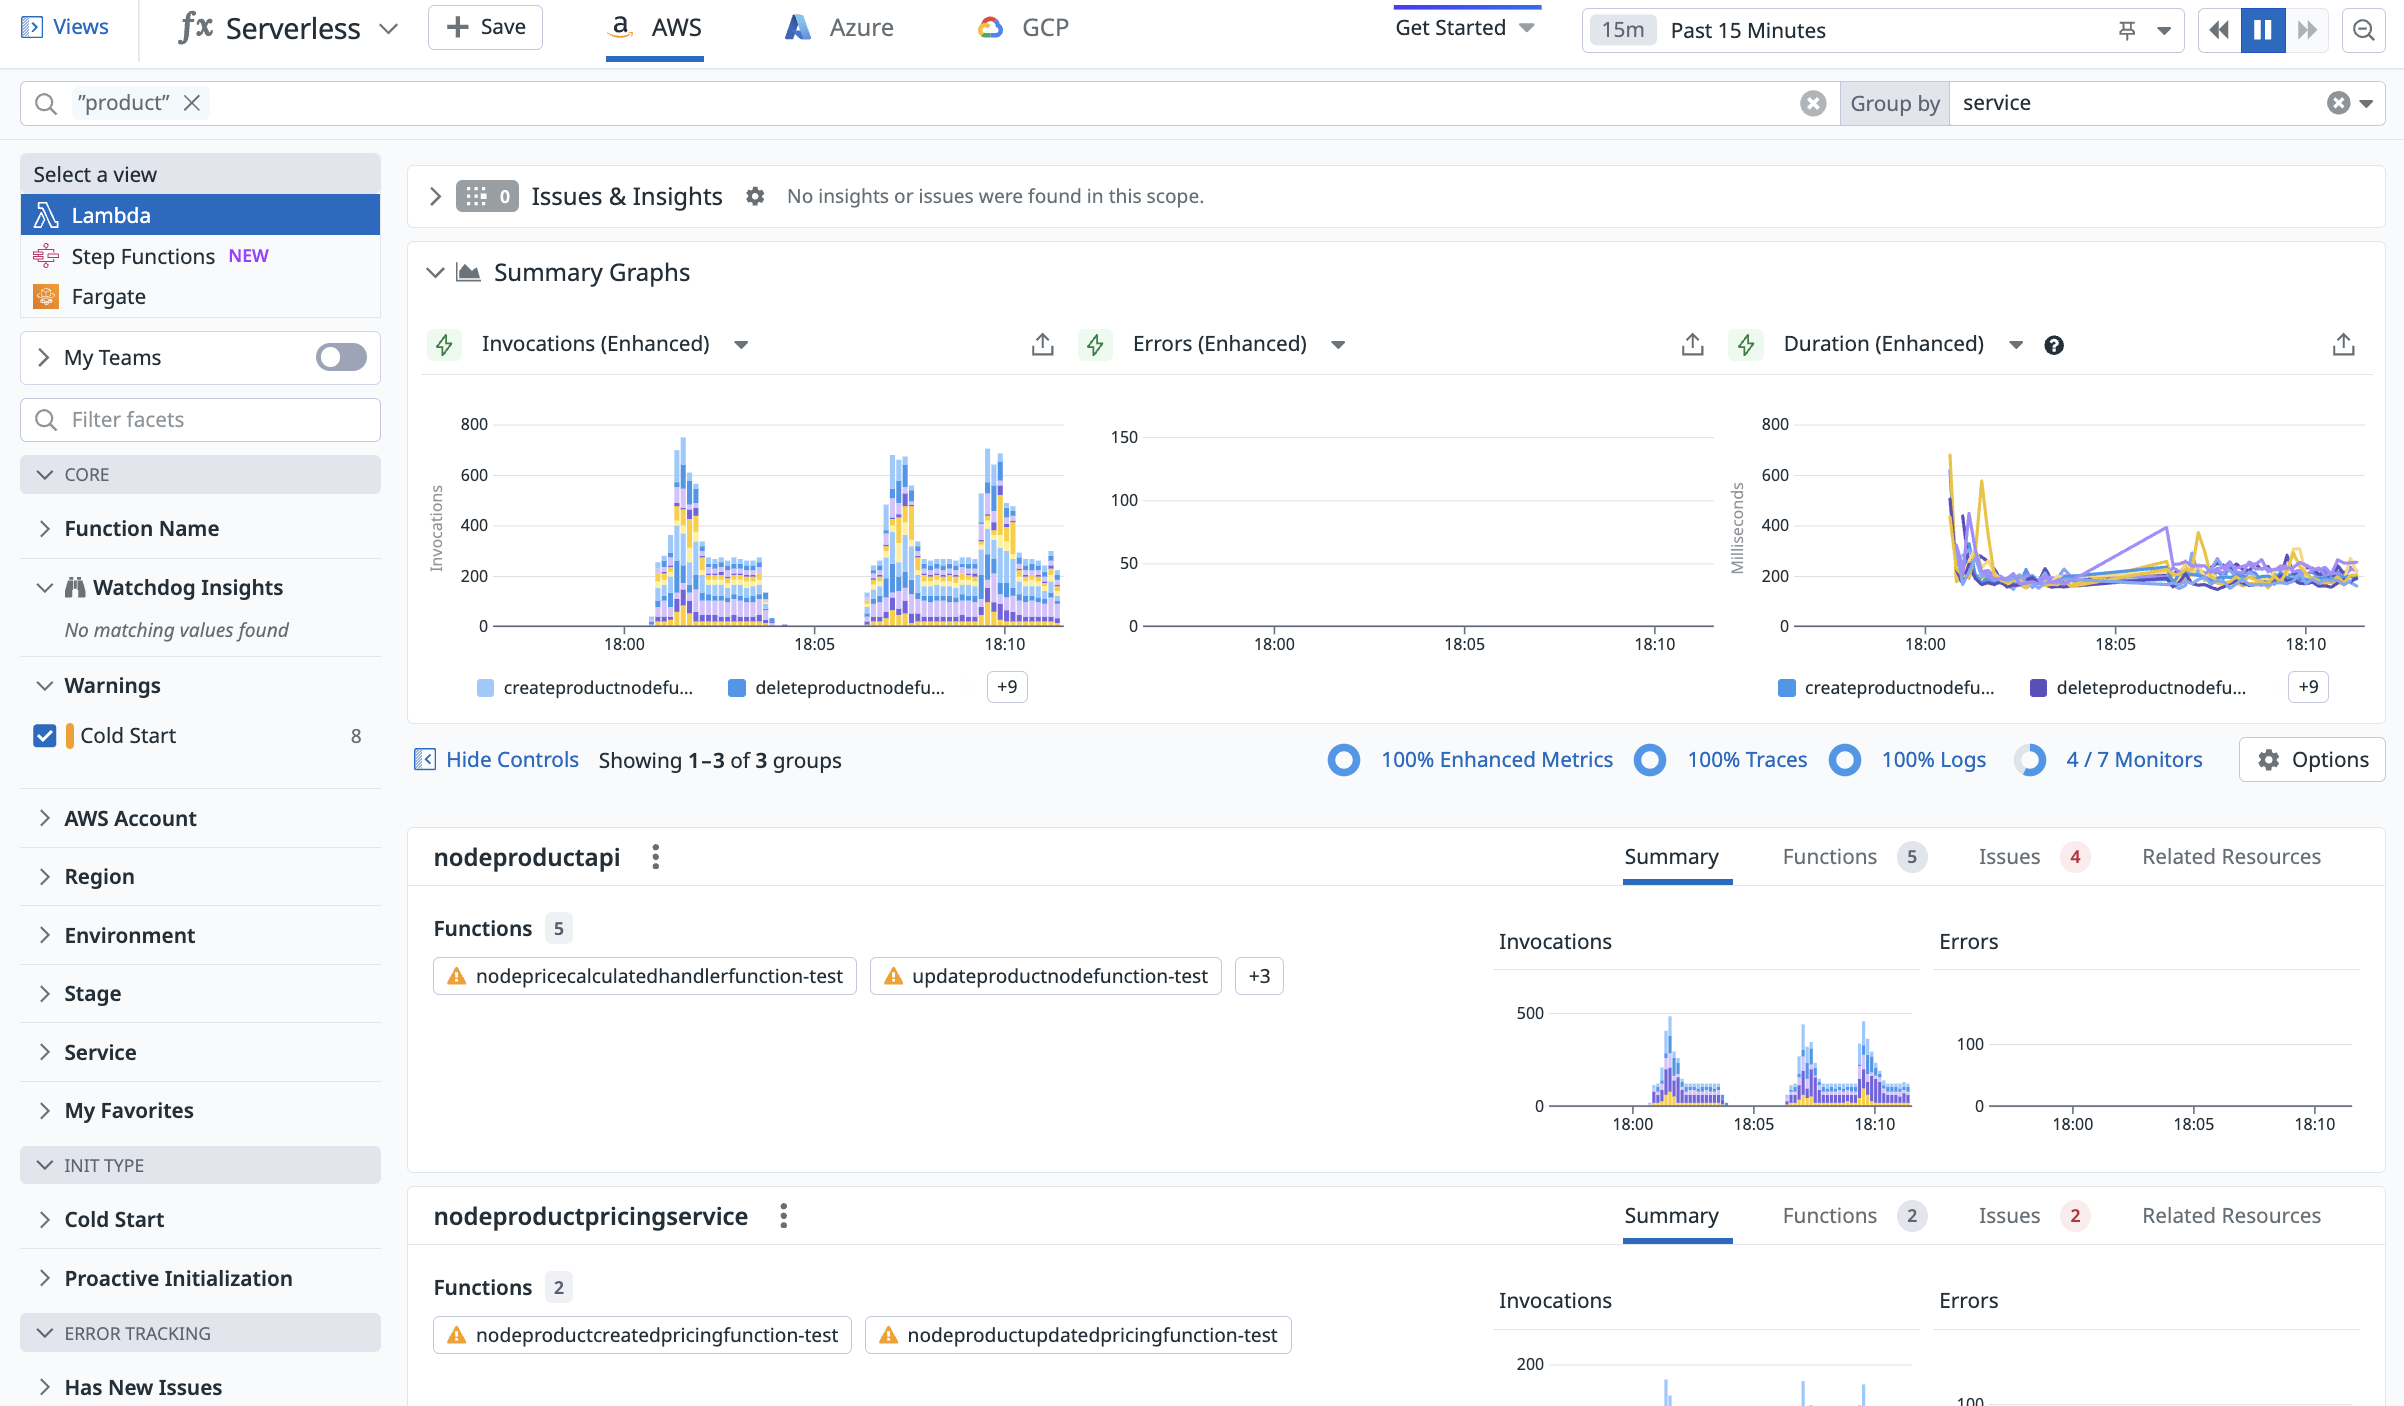 Views
fx Serverless
Save
AWS
Azure
GCP
Get Started
15m Past 15 Minutes
"product"
Group by service
Select a view
Lambda
Step Functions NEW
Fargate
My Teams
Filter facets
CORE
Function Name
Watchdog Insights
No matching values found
Warnings
Cold Start 8
AWS Account
Region
Environment
Stage
Service
My Favorites
INIT TYPE
Cold Start
Proactive Initialization
ERROR TRACKING
Has New Issues
0 Issues & Insights No insights or issues were found in this scope.
Summary Graphs
Invocations (Enhanced)
Invocations
800
600
400
200
0
18:00 18:05 18:10
createproductnodefu... deleteproductnodefu... +9
Errors (Enhanced)
150
100
50
0
18:00 18:05 18:10
Duration (Enhanced)
Milliseconds
800
600
400
200
0
18:00 18:05 18:10
createproductnodefu... deleteproductnodefu... +9
Hide Controls Showing 1–3 of 3 groups
100% Enhanced Metrics 100% Traces 100% Logs 4 / 7 Monitors Options
nodeproductapi
Summary Functions 5 Issues 4 Related Resources
Functions 5
nodepricecalculatedhandlerfunction-test updateproductnodefunction-test +3
Invocations
500
0
18:00 18:05 18:10
Errors
100
0
18:00 18:05 18:10
nodeproductpricingservice
Summary Functions 2 Issues 2 Related Resources
Functions 2
nodeproductcreatedpricingfunction-test nodeproductupdatedpricingfunction-test
Invocations
200
Errors
100